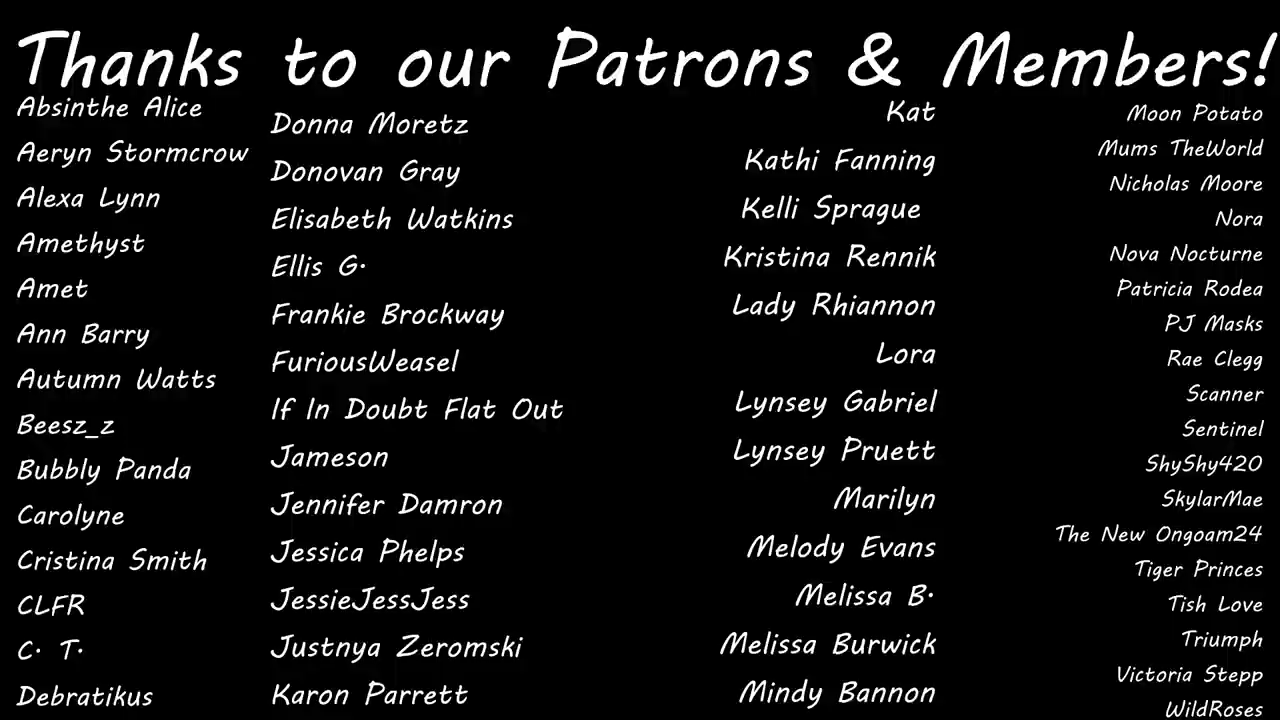 Thanks to our Patrons & Members!
Absinthe Alice
Aeryn Stormcrow
Alexa Lynn
Amethyst
Amet
Ann Barry
Autumn Watts
Beesz_z
Bubbly Panda
Carolyne
Cristina Smith
CLFR
C. T.
Debratikus
Donna Moretz
Donovan Gray
Elisabeth Watkins
Ellis G.
Frankie Brockway
FuriousWeasel
If In Doubt Flat Out
Jameson
Jennifer Damron
Jessica Phelps
JessieJessJess
Justnya Zeromski
Karon Parrett
Kat
Kathi Fanning
Kelli Sprague
Kristina Rennik
Lady Rhiannon
Lora
Lynsey Gabriel
Lynsey Pruett
Marilyn
Melody Evans
Melissa B.
Melissa Burwick
Mindy Bannon
Moon Potato
Mums TheWorld
Nicholas Moore
Nora
Nova Nocturne
Patricia Rodea
PJ Masks
Rae Clegg
Scanner
Sentinel
ShyShy420
SkylarMae
The New Ongoam24
Tiger Princes
Tish Love
Triumph
Victoria Stepp
WildRoses